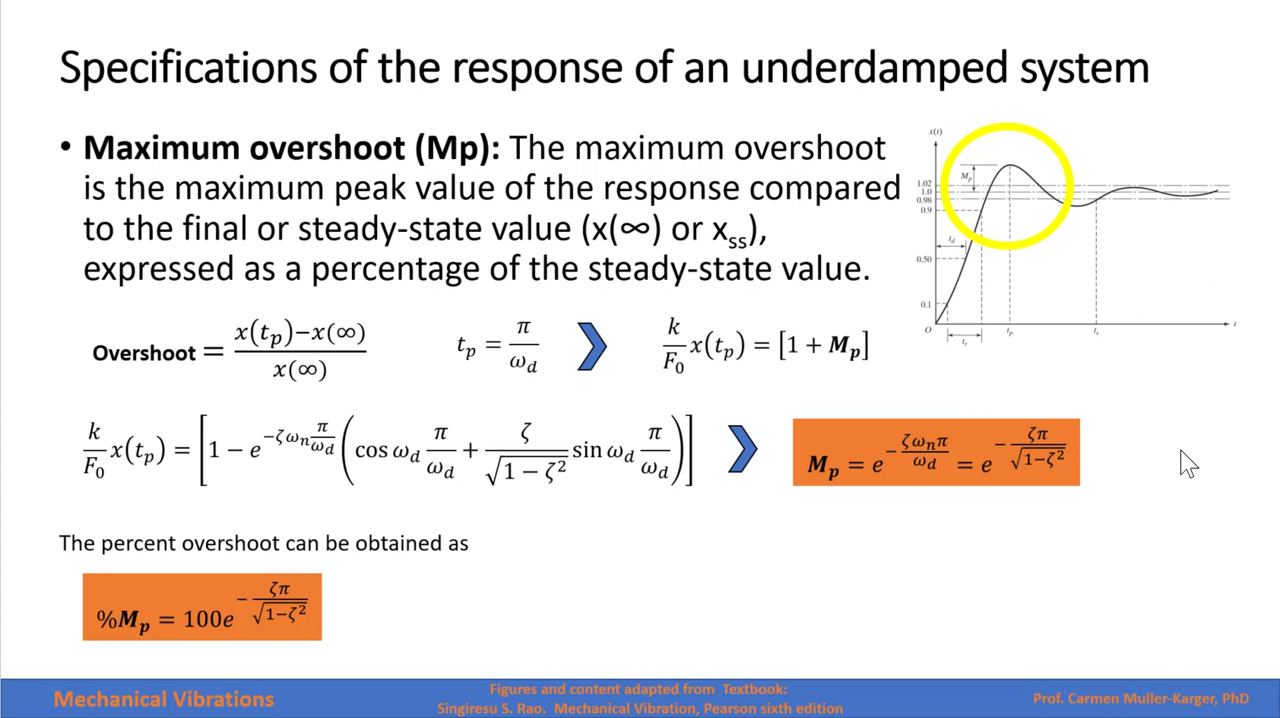 Specifications of the response of an underdamped system
• Maximum overshoot (Mp): The maximum overshoot
is the maximum peak value of the response compared
to the final or steady-state value (x(∞) or xss),
expressed as a percentage of the steady-state value.
x(t)
Mp
1.02
1.0
0.98
0.9
td
0.50
0.1
O
tr
tp
ts
t
Overshoot = x(tp)−x(∞) / x(∞)
tp = π / ωd
k/F0 x(tp) = [1 + Mp]
k/F0 x(tp) = [1 − e^(−ζωn π/ωd) (cos ωd π/ωd + ζ/√(1 − ζ²) sin ωd π/ωd)]
Mp = e^(−ζωnπ/ωd) = e^(−ζπ/√(1−ζ²))
The percent overshoot can be obtained as
%Mp = 100e^(−ζπ/√(1−ζ²))
Mechanical Vibrations
Figures and content adapted from Textbook:
Singiresu S. Rao. Mechanical Vibration, Pearson sixth edition
Prof. Carmen Muller-Karger, PhD